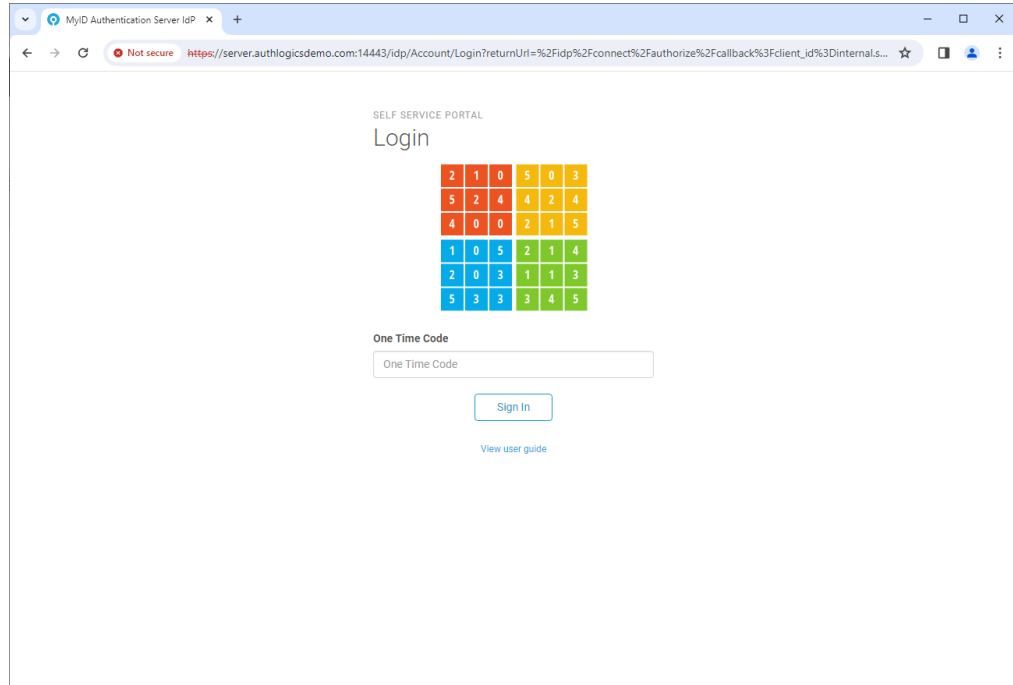 MyID Authentication Server IdP
Not secure https://server.authlogicsdemo.com:14443/idp/Account/Login?returnUrl=%2Fidp%2Fconnect%2Fauthorize%2Fcallback%3Fclient_id%3Dinternal.s...
SELF SERVICE PORTAL
Login
2 1 0 5 0 3
5 2 4 4 2 4
4 0 0 2 1 5
1 0 5 2 1 4
2 0 3 1 1 3
5 3 3 3 4 5
One Time Code
One Time Code
Sign In
View user guide